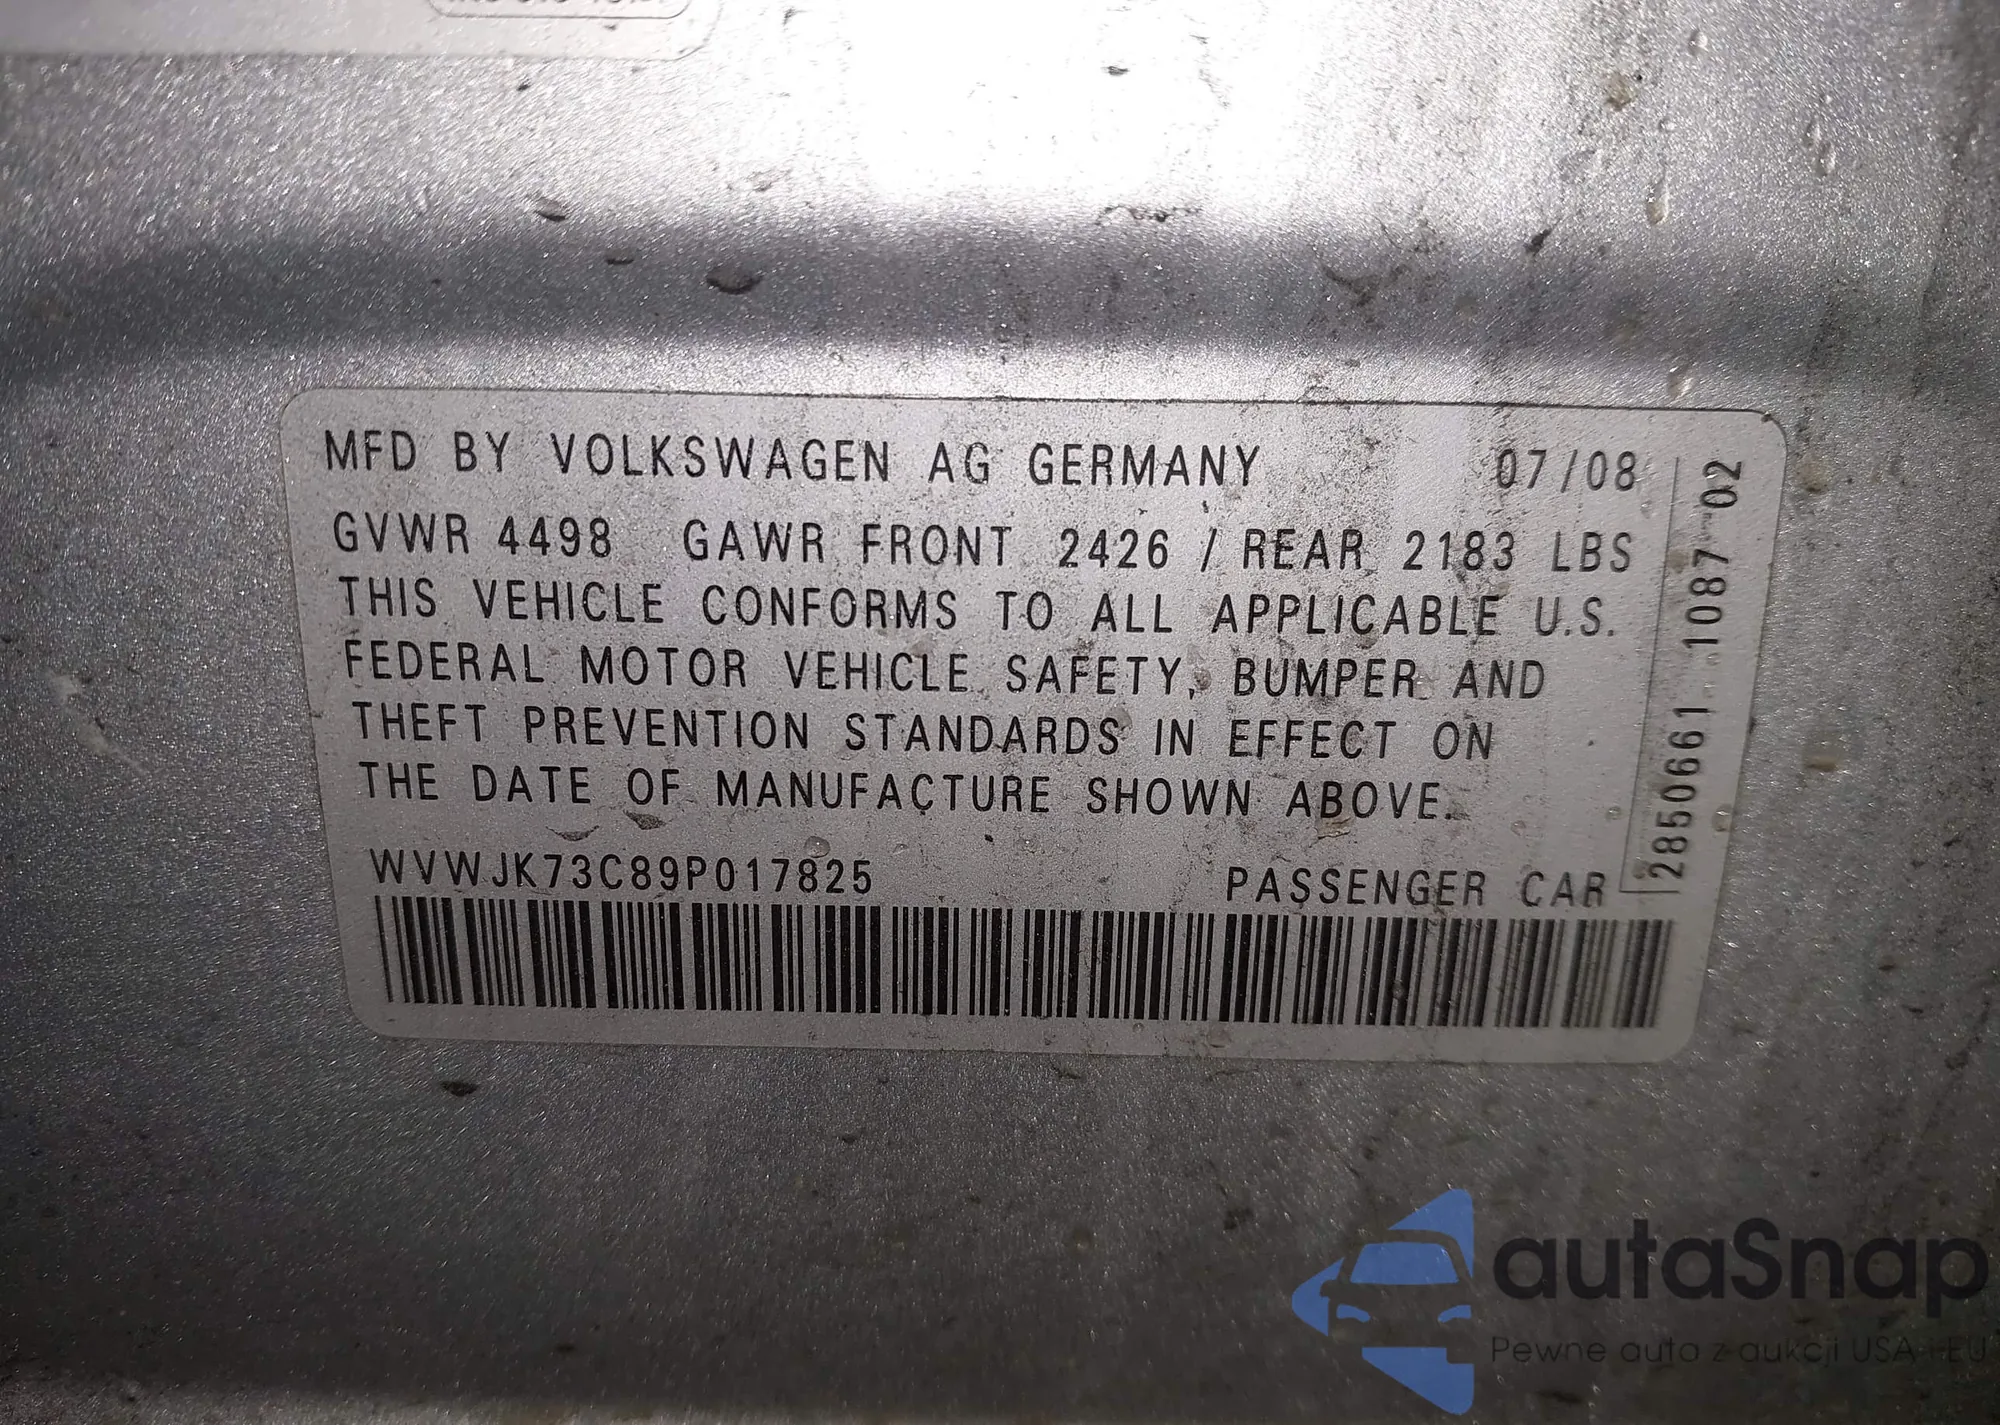 MFD BY VOLKSWAGEN AG GERMANY 07/08
GVWR 4498 GAWR FRONT 2426 / REAR 2183 LBS
THIS VEHICLE CONFORMS TO ALL APPLICABLE U.S.
FEDERAL MOTOR VEHICLE SAFETY, BUMPER AND
THEFT PREVENTION STANDARDS IN EFFECT ON
THE DATE OF MANUFACTURE SHOWN ABOVE.
WVWJK73C89P017825 PASSENGER CAR
28506661 1087 02
autaSnap
Pewne auta z aukcji USA i EU